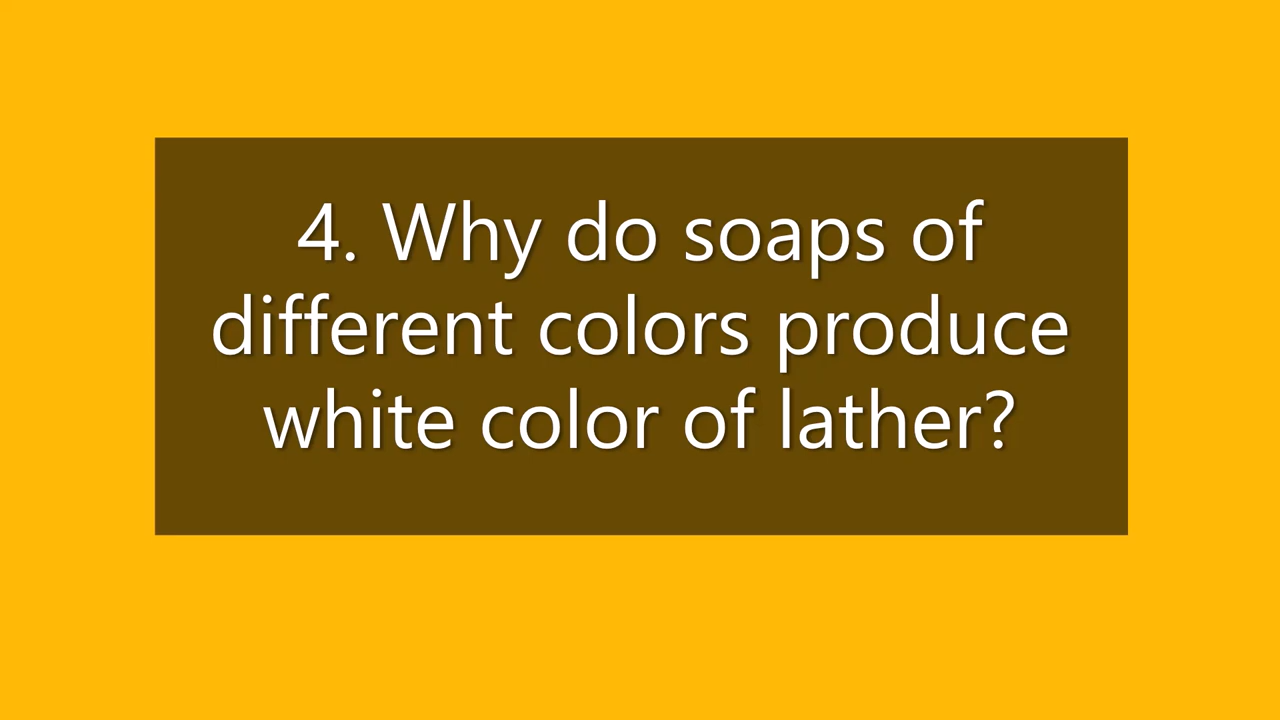 4. Why do soaps of
different colors produce
white color of lather?